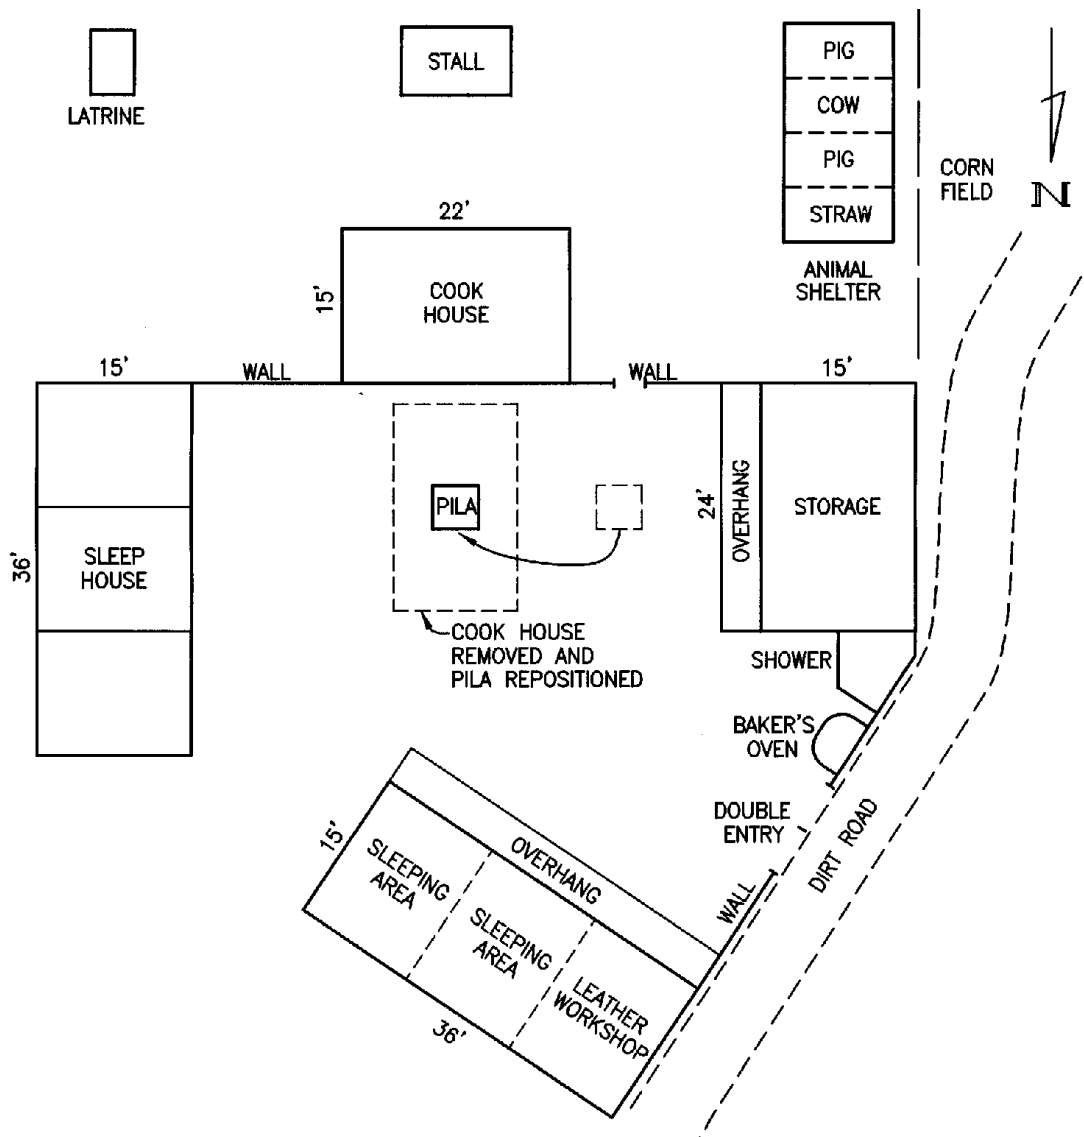 LATRINE
STALL
PIG
COW
PIG
STRAW
ANIMAL
SHELTER
CORN
FIELD
N
22'
15'
COOK
HOUSE
15'
WALL
WALL
15'
36'
SLEEP
HOUSE
PILA
24'
OVERHANG
STORAGE
COOK HOUSE
REMOVED AND
PILA REPOSITIONED
SHOWER
BAKER'S
OVEN
DOUBLE
ENTRY
DIRT ROAD
WALL
15'
OVERHANG
SLEEPING
AREA
SLEEPING
AREA
LEATHER
WORKSHOP
36'